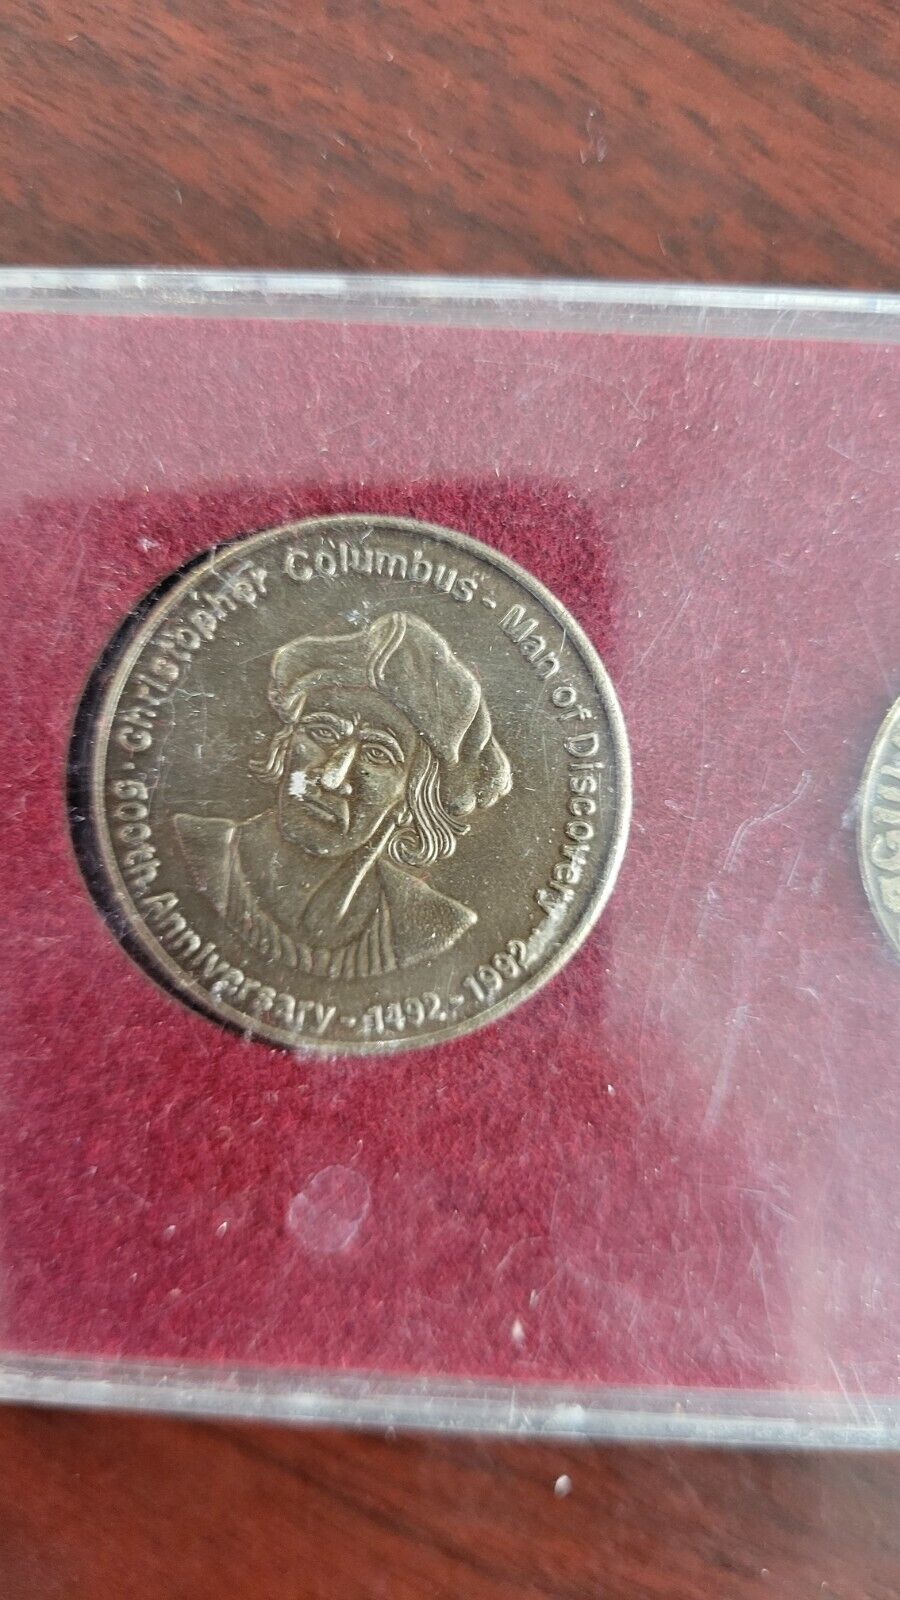 Christopher Columbus - Man of Discovery
500th Anniversary - 1492 - 1992